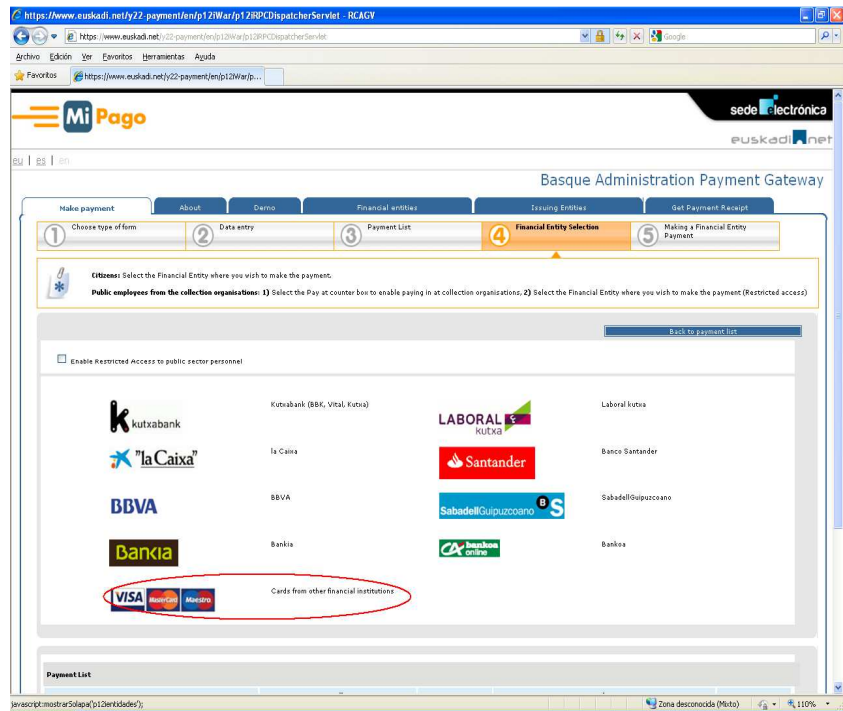 https://www.euskadi.net/y22-payment/en/p12iWar/p12iRPCDispatcherServlet - RCAGV
https://www.euskadi.net/y22-payment/en/p12iWar/p12iRPCDispatcherServlet
Google
Archivo Edición Ver Favoritos Herramientas Ayuda
Favoritos https://www.euskadi.net/y22-payment/en/p12iWar/p...
Mi Pago
sede electrónica
euskadi net
eu | es | en
Basque Administration Payment Gateway
Make payment About Demo Financial entities Issuing Entities Get Payment Receipt
1 Choose type of form 2 Data entry 3 Payment List 4 Financial Entity Selection 5 Making a Financial Entity
Payment
Citizens: Select the Financial Entity where you wish to make the payment.
Public employees from the collection organisations: 1) Select the Pay at counter box to enable paying in at collection organisations, 2) Select the Financial Entity where you wish to make the payment (Restricted access)
Back to payment list
Enable Restricted Access to public sector personnel
kutxabank Kutxabank (BBK, Vital, Kutxa) LABORAL kutxa Laboral kutxa
"la Caixa" la Caixa Santander Banco Santander
BBVA BBVA SabadellGuipuzcoano BS SabadellGuipuzcoano
Bankia Bankia CA bankoa online Bankoa
VISA MasterCard Maestro Cards from other financial institutions
Payment List
javascript:mostrarSolapa('p12ientidades'); Zona desconocida (Mixto) 110%